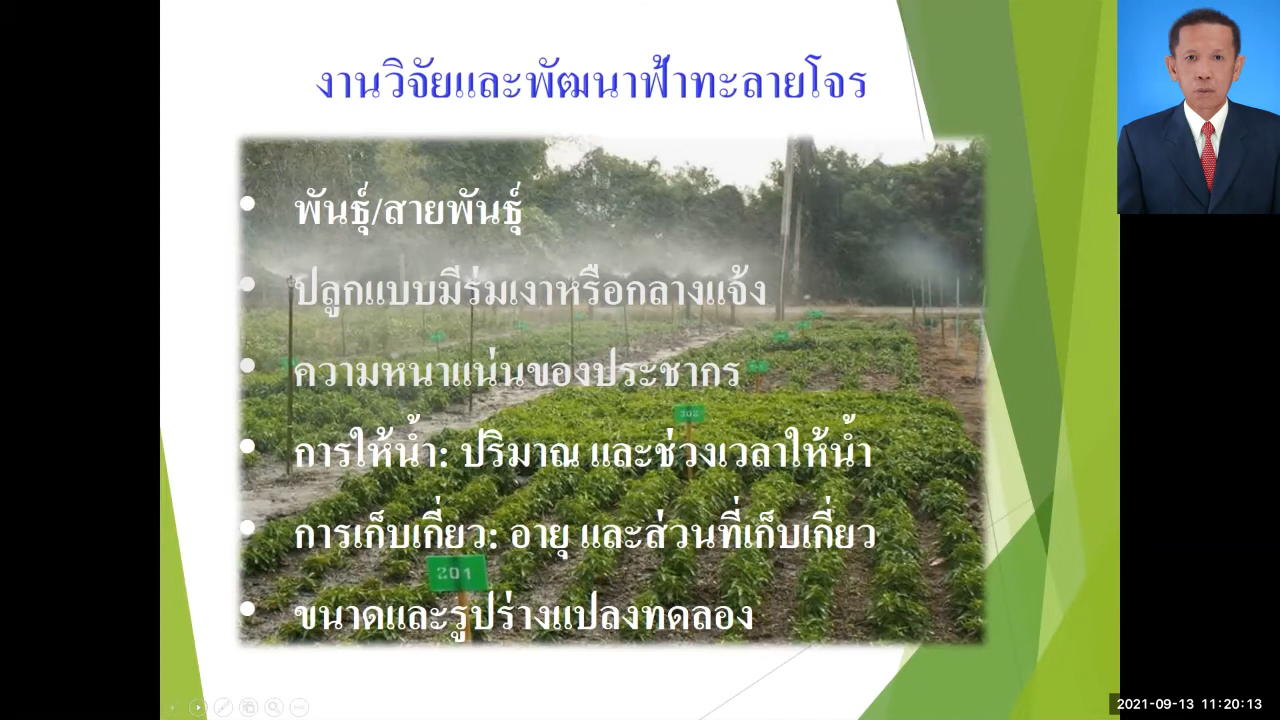 งานวิจัยและพัฒนาฟ้าทะลายโจร
• พันธุ์/สายพันธุ์
• ปลูกแบบมีร่มเงาหรือกลางแจ้ง
• ความหนาแน่นของประชากร
302
• การให้น้ำ: ปริมาณ และช่วงเวลาให้น้ำ
• การเก็บเกี่ยว: อายุ และส่วนที่เก็บเกี่ยว
201
• ขนาดและรูปร่างแปลงทดลอง
2021-09-13 11:20:13